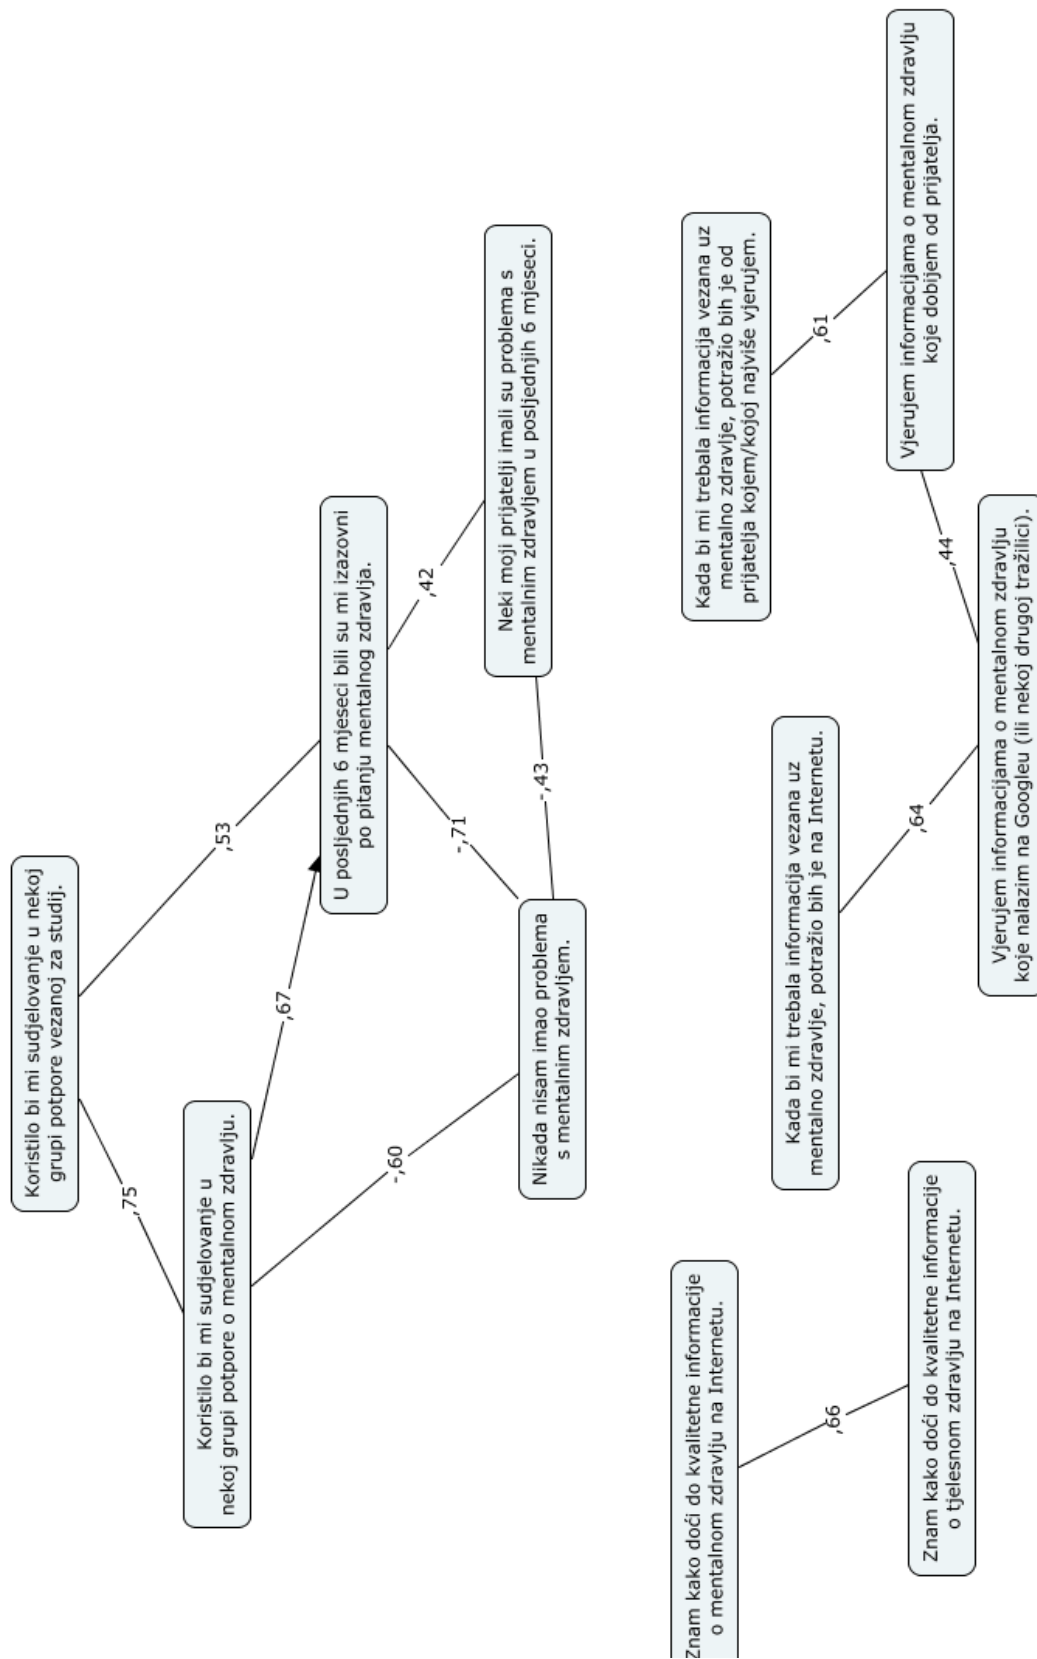 Koristilo bi mi sudjelovanje u nekoj
grupi potpore vezanoj za studij.
,75
,53
Koristilo bi mi sudjelovanje u
nekoj grupi potpore o mentalnom zdravlju.
,67
-,60
U posljednjih 6 mjeseci bili su mi izazovni
po pitanju mentalnog zdravlja.
-,71
,42
Neki moji prijatelji imali su problema s
mentalnim zdravljem u posljednjih 6 mjeseci.
-,43
Nikada nisam imao problema
s mentalnim zdravljem.
Znam kako doći do kvalitetne informacije
o mentalnom zdravlju na Internetu.
,66
Znam kako doći do kvalitetne informacije
o tjelesnom zdravlju na Internetu.
Kada bi mi trebala informacija vezana uz
mentalno zdravlje, potražio bih je na Internetu.
,64
Vjerujem informacijama o mentalnom zdravlju
koje nalazim na Googleu (ili nekoj drugoj tražilici).
,44
Kada bi mi trebala informacija vezana uz
mentalno zdravlje, potražio bih je od
prijatelja kojem/kojoj najviše vjerujem.
,61
Vjerujem informacijama o mentalnom zdravlju
koje dobijem od prijatelja.